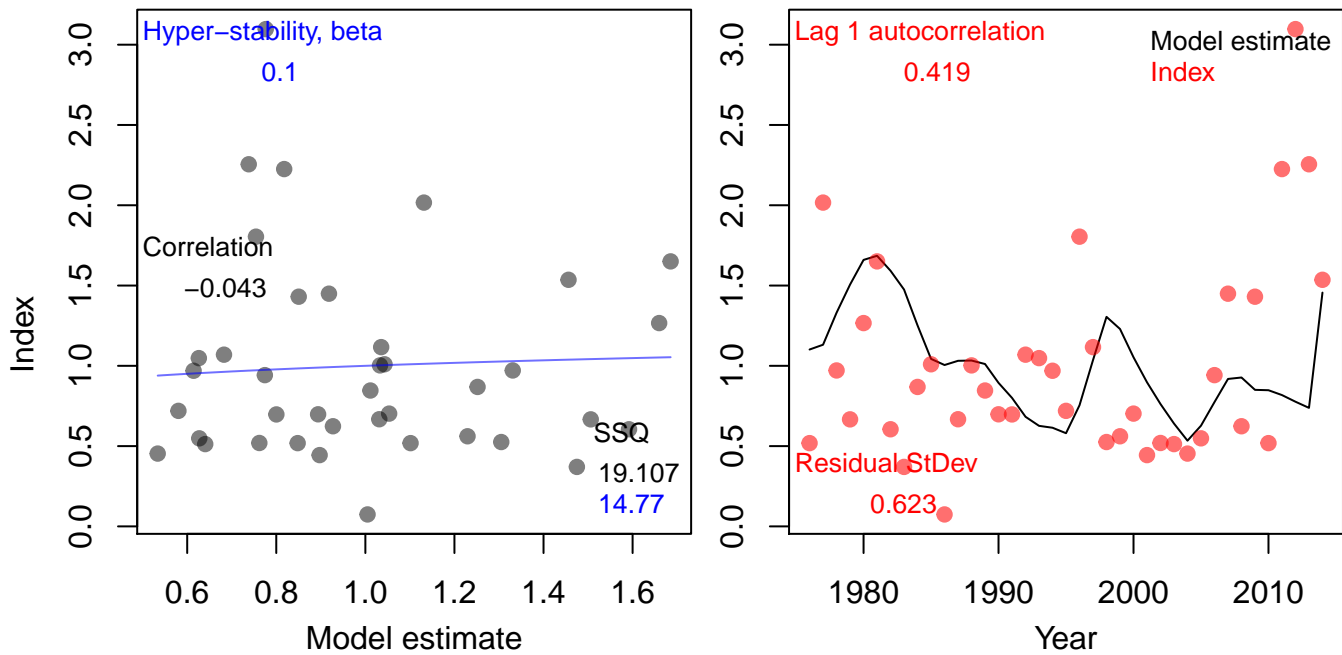 Hyper−stability, beta
0.1
Correlation
−0.043
SSQ
19.107
14.77
0.0
0.5
1.0
1.5
2.0
2.5
3.0
Index
0.6 0.8 1.0 1.2 1.4 1.6
Model estimate
Lag 1 autocorrelation
0.419
Model estimate
Index
Residual StDev
0.623
0.0
0.5
1.0
1.5
2.0
2.5
3.0
1980 1990 2000 2010
Year